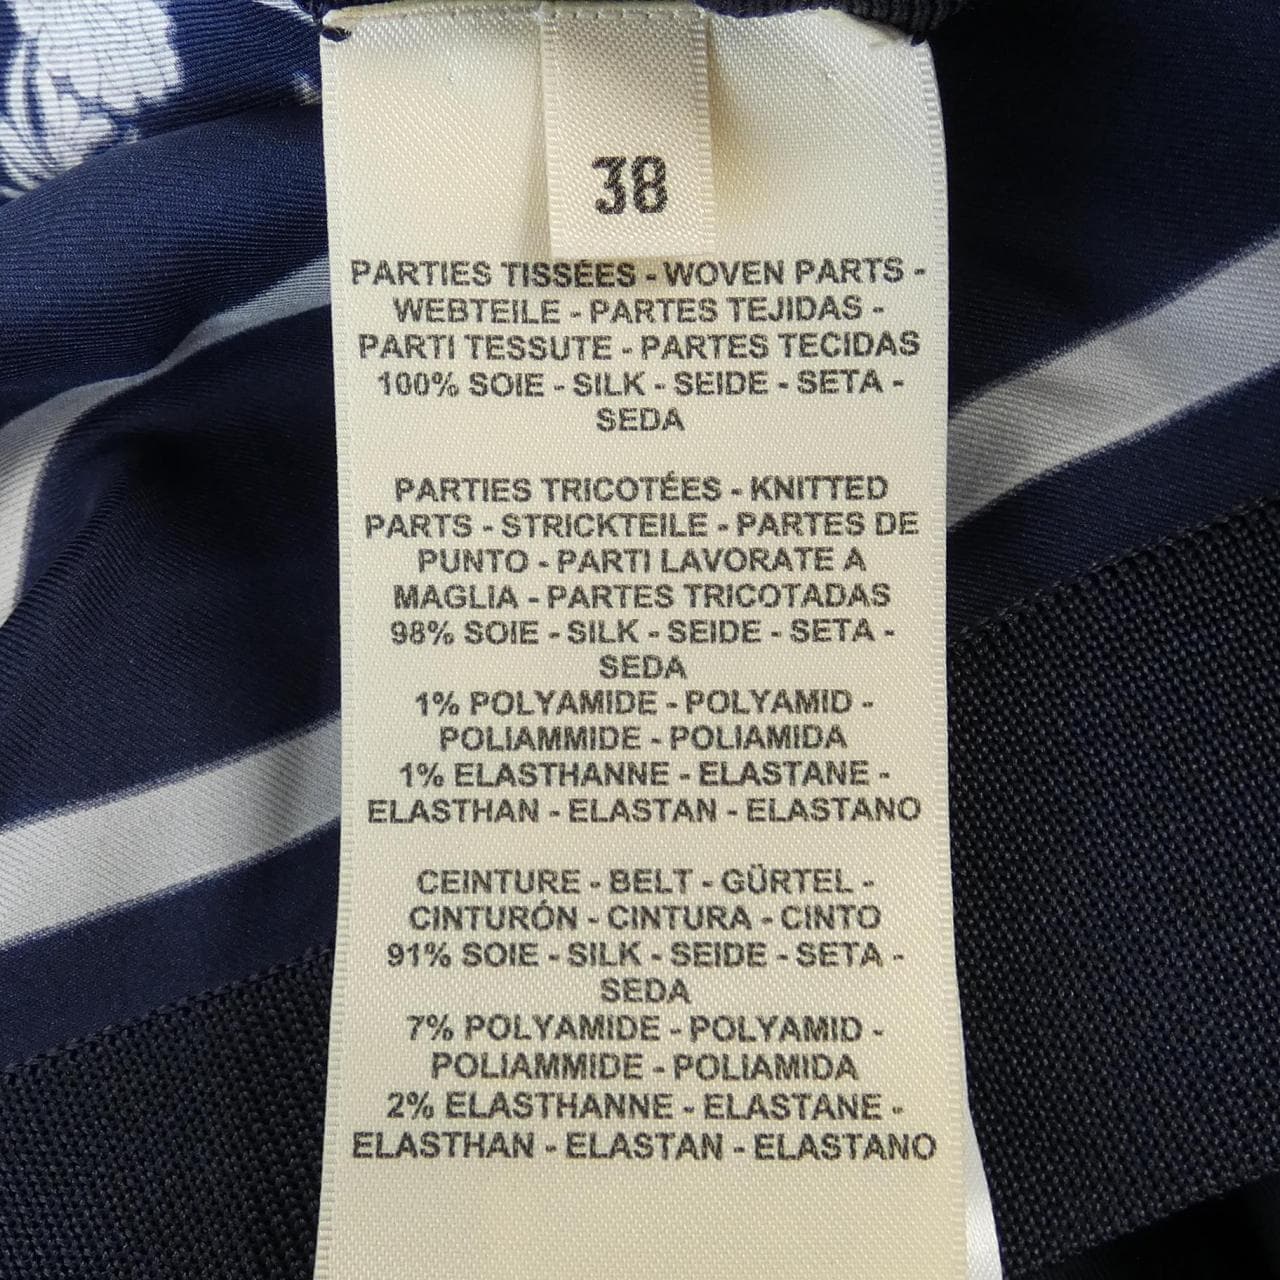 38
PARTIES TISSÉES - WOVEN PARTS -
WEBTEILE - PARTES TEJIDAS -
PARTI TESSUTE - PARTES TECIDAS
100% SOIE - SILK - SEIDE - SETA -
SEDA
PARTIES TRICOTÉES - KNITTED
PARTS - STRICKTEILE - PARTES DE
PUNTO - PARTI LAVORATE A
MAGLIA - PARTES TRICOTADAS
98% SOIE - SILK - SEIDE - SETA -
SEDA
1% POLYAMIDE - POLYAMID -
POLIAMMIDE - POLIAMIDA
1% ELASTHANNE - ELASTANE -
ELASTHAN - ELASTAN - ELASTANO
CEINTURE - BELT - GÜRTEL -
CINTURÓN - CINTURA - CINTO
91% SOIE - SILK - SEIDE - SETA -
SEDA
7% POLYAMIDE - POLYAMID -
POLIAMMIDE - POLIAMIDA
2% ELASTHANNE - ELASTANE -
ELASTHAN - ELASTAN - ELASTANO